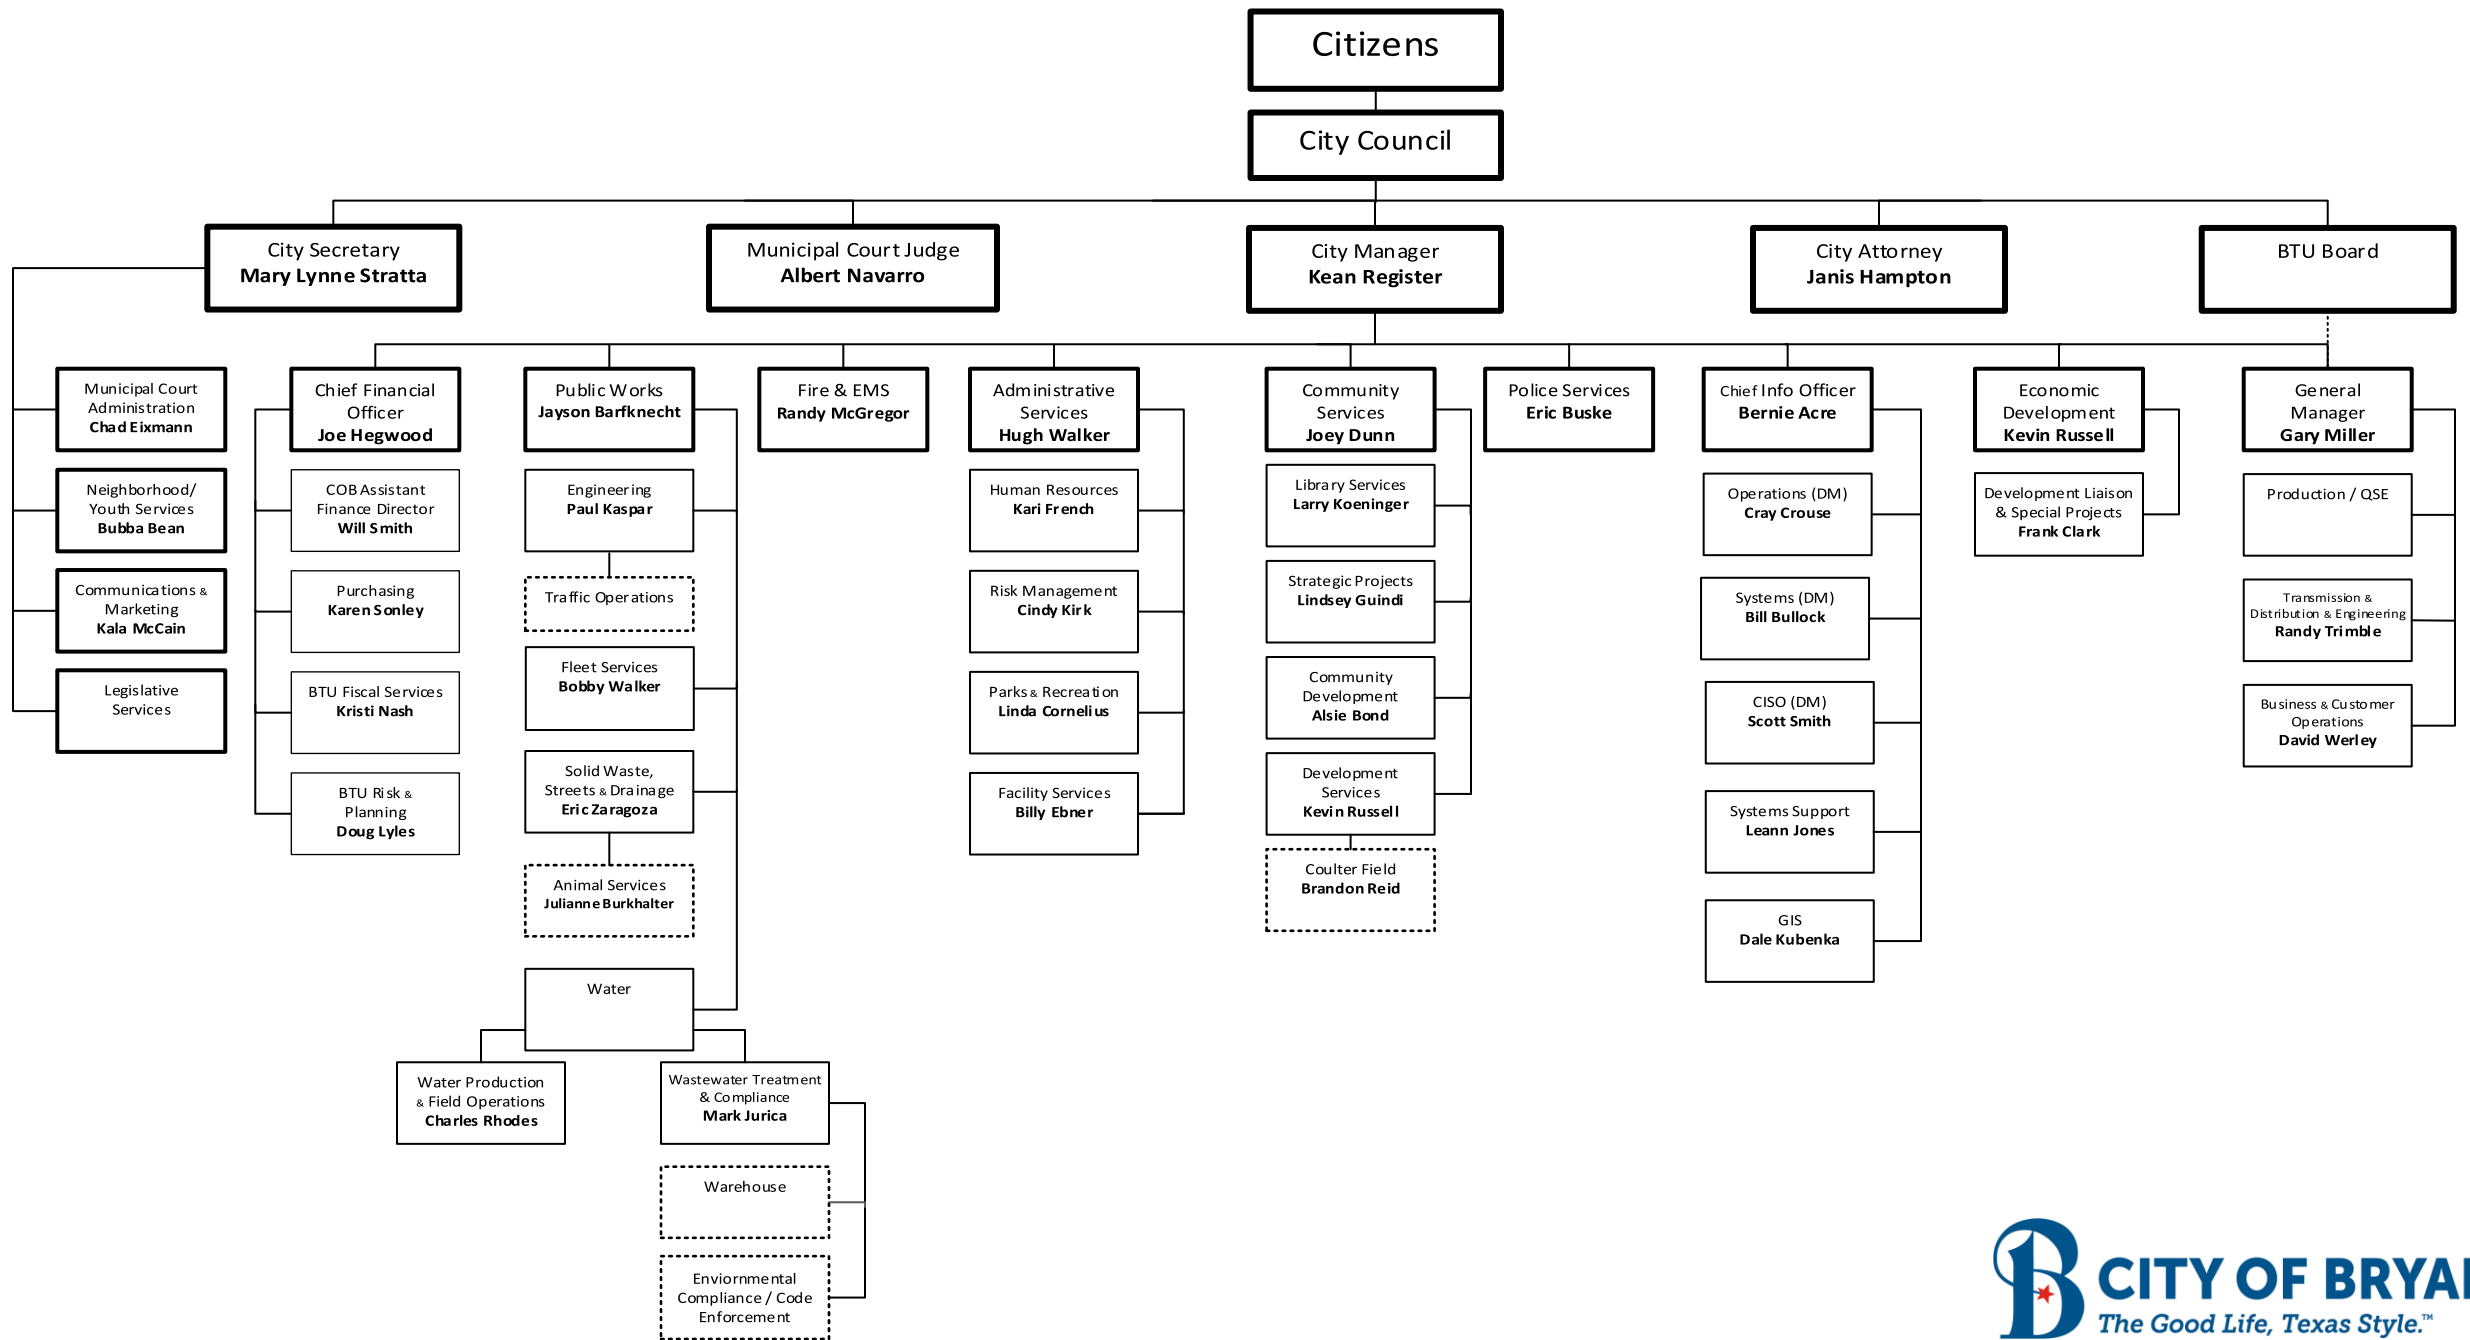 Citizens
City Council
City Secretary
Mary Lynne Stratta
Municipal Court Judge
Albert Navarro
City Manager
Kean Register
City Attorney
Janis Hampton
BTU Board
Municipal Court
Administration
Chad Eixmann
Neighborhood/
Youth Services
Bubba Bean
Communications &
Marketing
Kala McCain
Legislative
Services
Chief Financial
Officer
Joe Hegwood
COB Assistant
Finance Director
Will Smith
Purchasing
Karen Sonley
BTU Fiscal Services
Kristi Nash
BTU Risk &
Planning
Doug Lyles
Public Works
Jayson Barfknecht
Engineering
Paul Kaspar
Traffic Operations
Fleet Services
Bobby Walker
Solid Waste,
Streets & Drainage
Eric Zaragoza
Animal Services
Julianne Burkhalter
Water
Water Production
& Field Operations
Charles Rhodes
Wastewater Treatment
& Compliance
Mark Jurica
Warehouse
Enviornmental
Compliance / Code
Enforcement
Fire & EMS
Randy McGregor
Administrative
Services
Hugh Walker
Human Resources
Kari French
Risk Management
Cindy Kirk
Parks & Recreation
Linda Cornelius
Facility Services
Billy Ebner
Community
Services
Joey Dunn
Library Services
Larry Koeninger
Strategic Projects
Lindsey Guindi
Community
Development
Alsie Bond
Development
Services
Kevin Russell
Coulter Field
Brandon Reid
Police Services
Eric Buske
Chief Info Officer
Bernie Acre
Operations (DM)
Cray Crouse
Systems (DM)
Bill Bullock
CISO (DM)
Scott Smith
Systems Support
Leann Jones
GIS
Dale Kubenka
Economic
Development
Kevin Russell
Development Liaison
& Special Projects
Frank Clark
General
Manager
Gary Miller
Production / QSE
Transmission &
Distribution & Engineering
Randy Trimble
Business & Customer
Operations
David Werley
B CITY OF BRYA
The Good Life, Texas Style.™